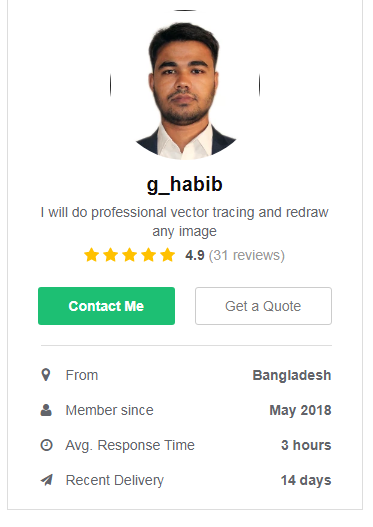 g_habib
I will do professional vector tracing and redraw
any image
4.9 (31 reviews)
Contact Me
Get a Quote
From Bangladesh
Member since May 2018
Avg. Response Time 3 hours
Recent Delivery 14 days